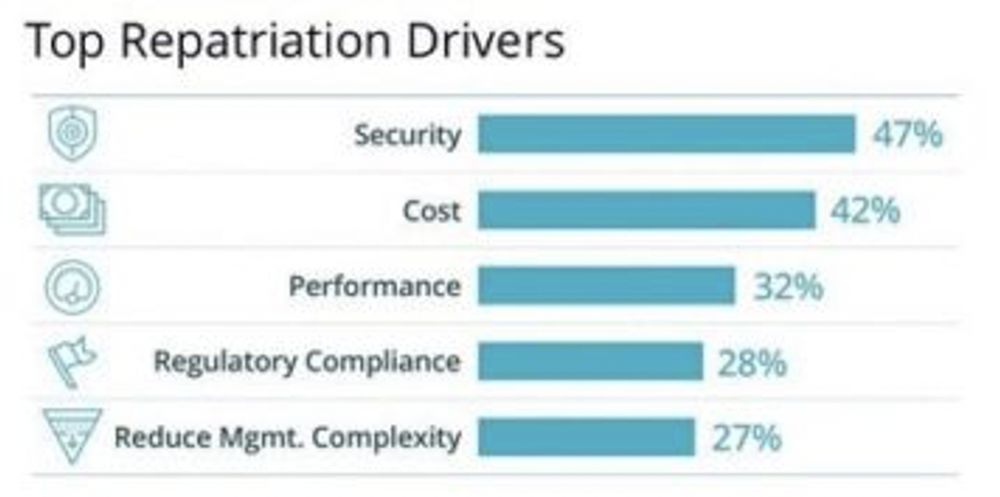 Top Repatriation Drivers
Security 47%
Cost 42%
Performance 32%
Regulatory Compliance 28%
Reduce Mgmt. Complexity 27%